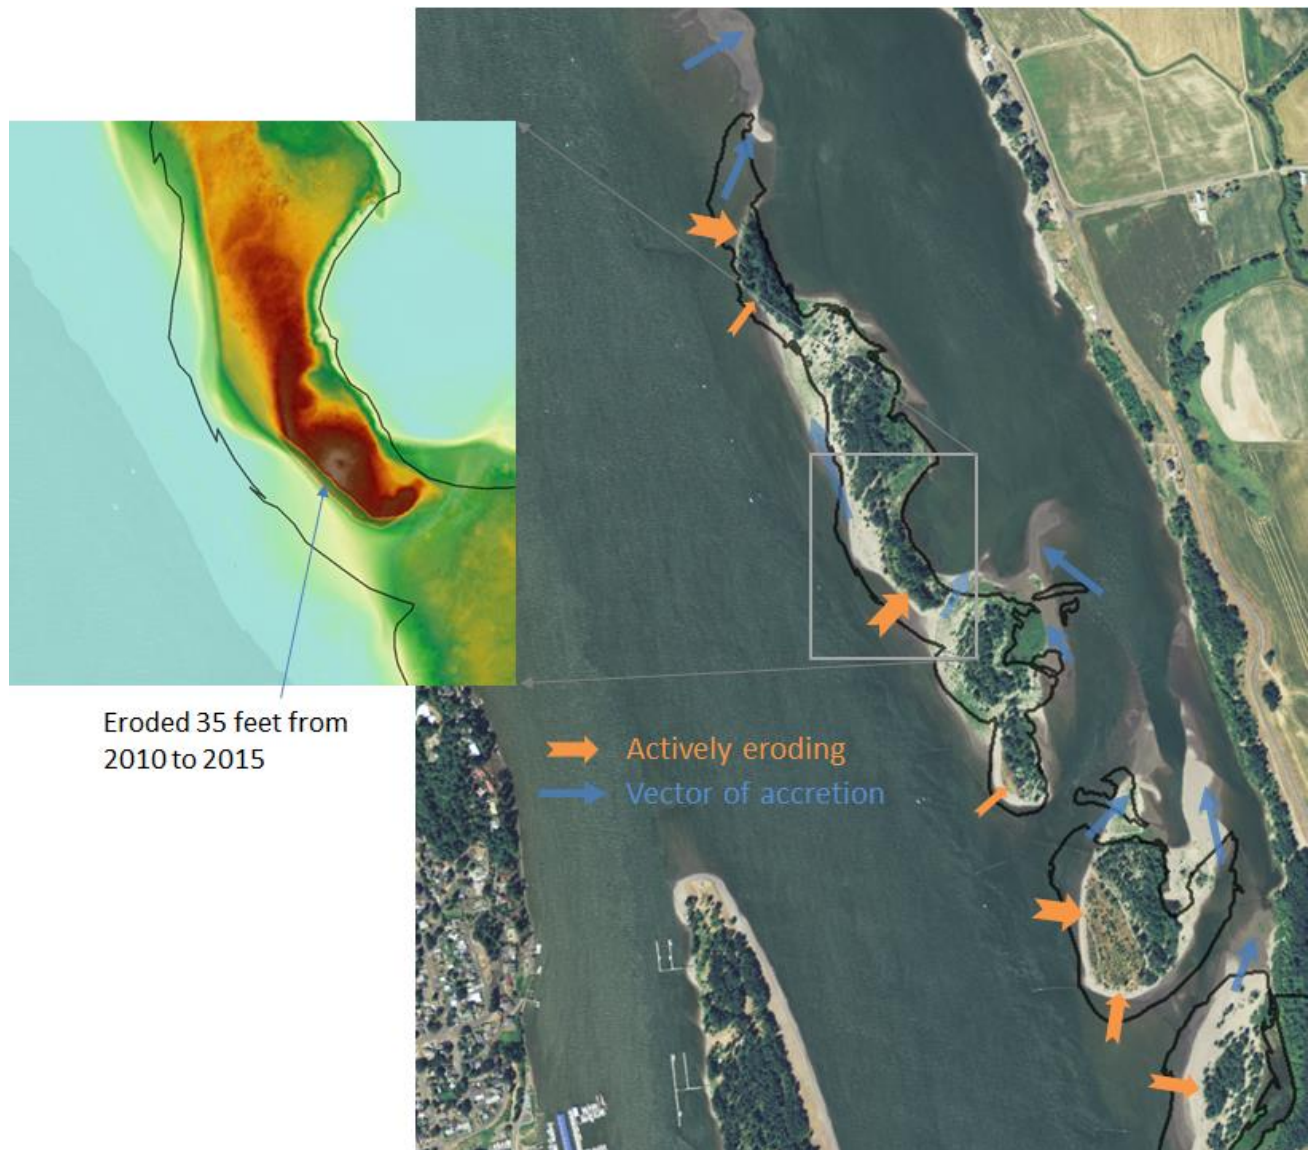 Eroded 35 feet from
2010 to 2015
Actively eroding
Vector of accretion